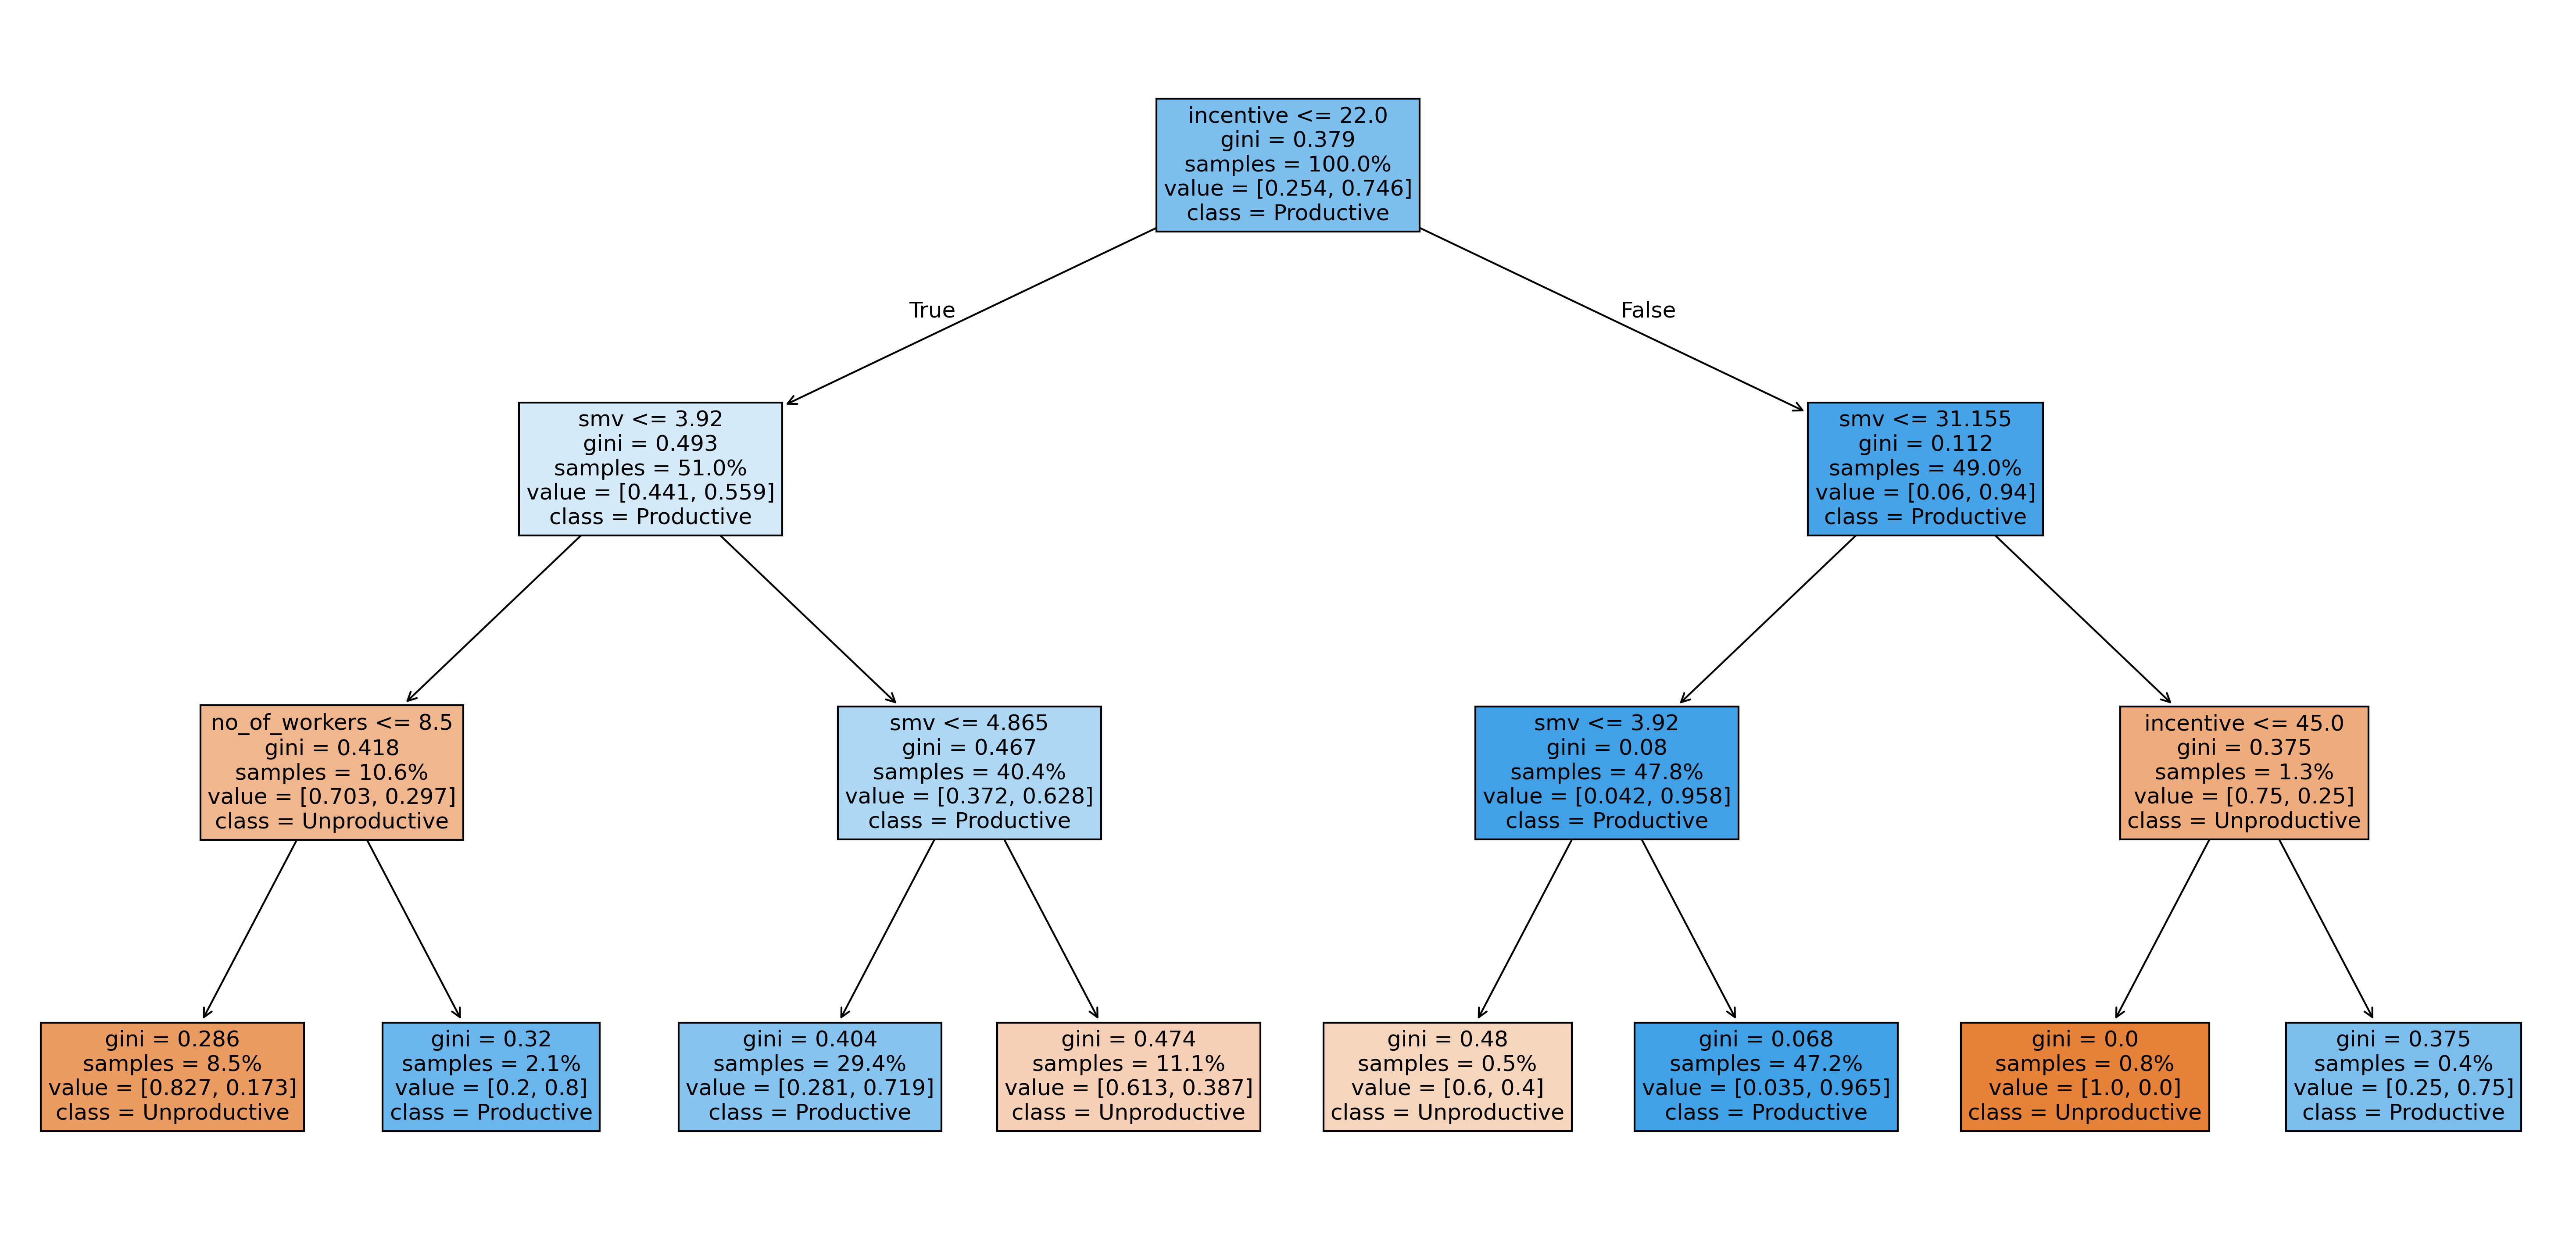 incentive <= 22.0
gini = 0.379
samples = 100.0%
value = [0.254, 0.746]
class = Productive
True
False
smv <= 3.92
gini = 0.493
samples = 51.0%
value = [0.441, 0.559]
class = Productive
smv <= 31.155
gini = 0.112
samples = 49.0%
value = [0.06, 0.94]
class = Productive
no_of_workers <= 8.5
gini = 0.418
samples = 10.6%
value = [0.703, 0.297]
class = Unproductive
smv <= 4.865
gini = 0.467
samples = 40.4%
value = [0.372, 0.628]
class = Productive
smv <= 3.92
gini = 0.08
samples = 47.8%
value = [0.042, 0.958]
class = Productive
incentive <= 45.0
gini = 0.375
samples = 1.3%
value = [0.75, 0.25]
class = Unproductive
gini = 0.286
samples = 8.5%
value = [0.827, 0.173]
class = Unproductive
gini = 0.32
samples = 2.1%
value = [0.2, 0.8]
class = Productive
gini = 0.404
samples = 29.4%
value = [0.281, 0.719]
class = Productive
gini = 0.474
samples = 11.1%
value = [0.613, 0.387]
class = Unproductive
gini = 0.48
samples = 0.5%
value = [0.6, 0.4]
class = Unproductive
gini = 0.068
samples = 47.2%
value = [0.035, 0.965]
class = Productive
gini = 0.0
samples = 0.8%
value = [1.0, 0.0]
class = Unproductive
gini = 0.375
samples = 0.4%
value = [0.25, 0.75]
class = Productive